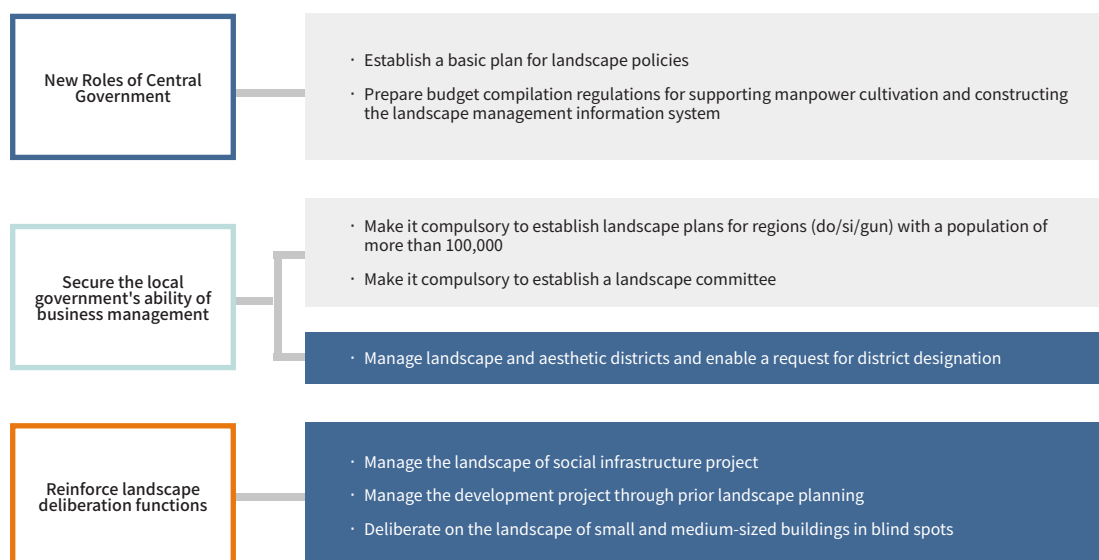 New Roles of Central
Government
· Establish a basic plan for landscape policies
· Prepare budget compilation regulations for supporting manpower cultivation and constructing
the landscape management information system
Secure the local
government's ability of
business management
· Make it compulsory to establish landscape plans for regions (do/si/gun) with a population of
more than 100,000
· Make it compulsory to establish a landscape committee
· Manage landscape and aesthetic districts and enable a request for district designation
Reinforce landscape
deliberation functions
· Manage the landscape of social infrastructure project
· Manage the development project through prior landscape planning
· Deliberate on the landscape of small and medium-sized buildings in blind spots